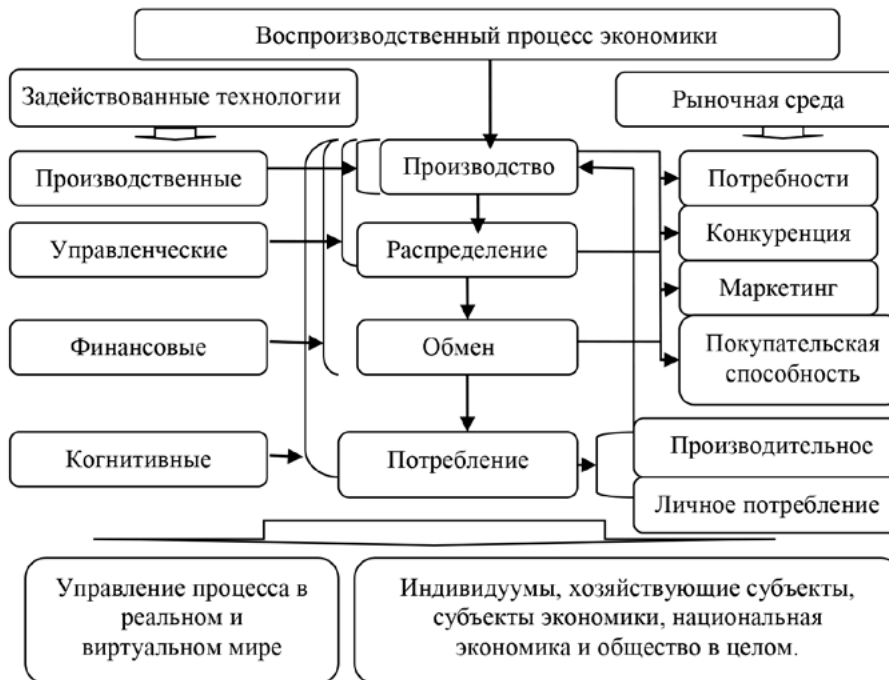 Воспроизводственный процесс экономики
Задействованные технологии
Рыночная среда
Производственные
Производство
Потребности
Управленческие
Распределение
Конкуренция
Маркетинг
Финансовые
Обмен
Покупательская
способность
Когнитивные
Потребление
Производительное
Личное потребление
Управление процесса в
реальном и
виртуальном мире
Индивидуумы, хозяйствующие субъекты,
субъекты экономики, национальная
экономика и общество в целом.